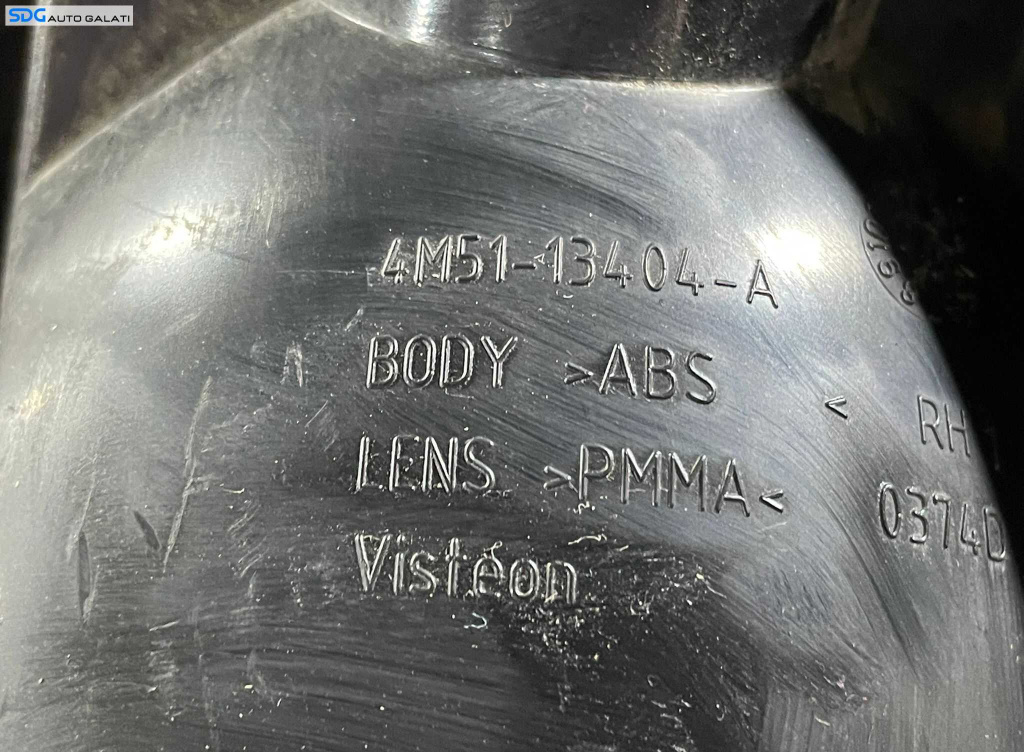 SDG AUTO GALATI
4M51-13404-A
BODY >ABS <
LENS >PMMA<
Visteon
RH
0374D